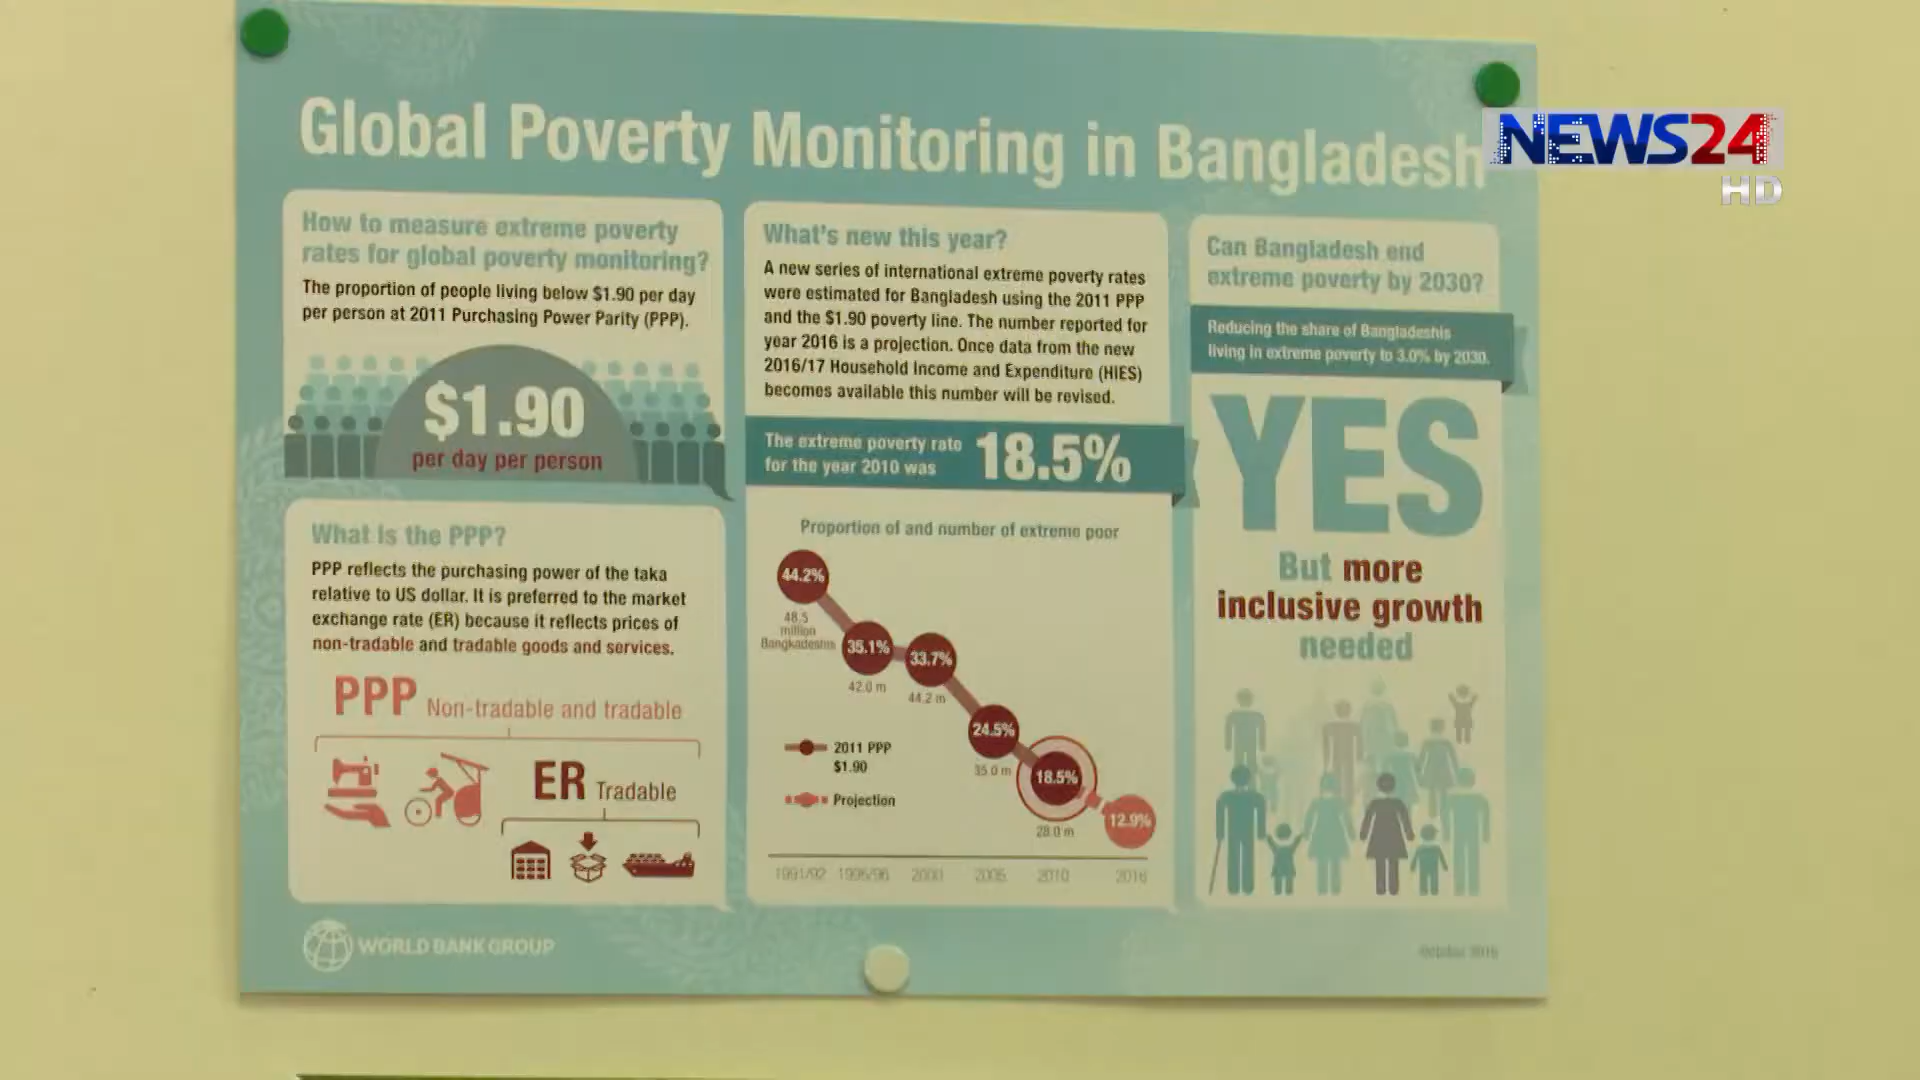 Global Poverty Monitoring in Bangladesh
NEWS24
HD
How to measure extreme poverty
rates for global poverty monitoring?
The proportion of people living below $1.90 per day
per person at 2011 Purchasing Power Parity (PPP).
$1.90
per day per person
What is the PPP?
PPP reflects the purchasing power of the taka
relative to US dollar. It is preferred to the market
exchange rate (ER) because it reflects prices of
non-tradable and tradable goods and services.
PPP Non-tradable and tradable
ER Tradable
What's new this year?
A new series of international extreme poverty rates
were estimated for Bangladesh using the 2011 PPP
and the $1.90 poverty line. The number reported for
year 2016 is a projection. Once data from the new
2016/17 Household Income and Expenditure (HIES)
becomes available this number will be revised.
The extreme poverty rate
for the year 2010 was
18.5%
Proportion of and number of extreme poor
44.2%
48.5
million
Bangkadeshis
35.1%
42.0 m
33.7%
44.2 m
24.5%
35.0 m
18.5%
28.0 m
12.9%
2011 PPP
$1.90
Projection
1991/92 1995/96 2000 2005 2010 2016
Can Bangladesh end
extreme poverty by 2030?
Reducing the share of Bangladeshis
living in extreme poverty to 3.0% by 2030.
YES
But more
inclusive growth
needed
WORLD BANK GROUP
October 2016